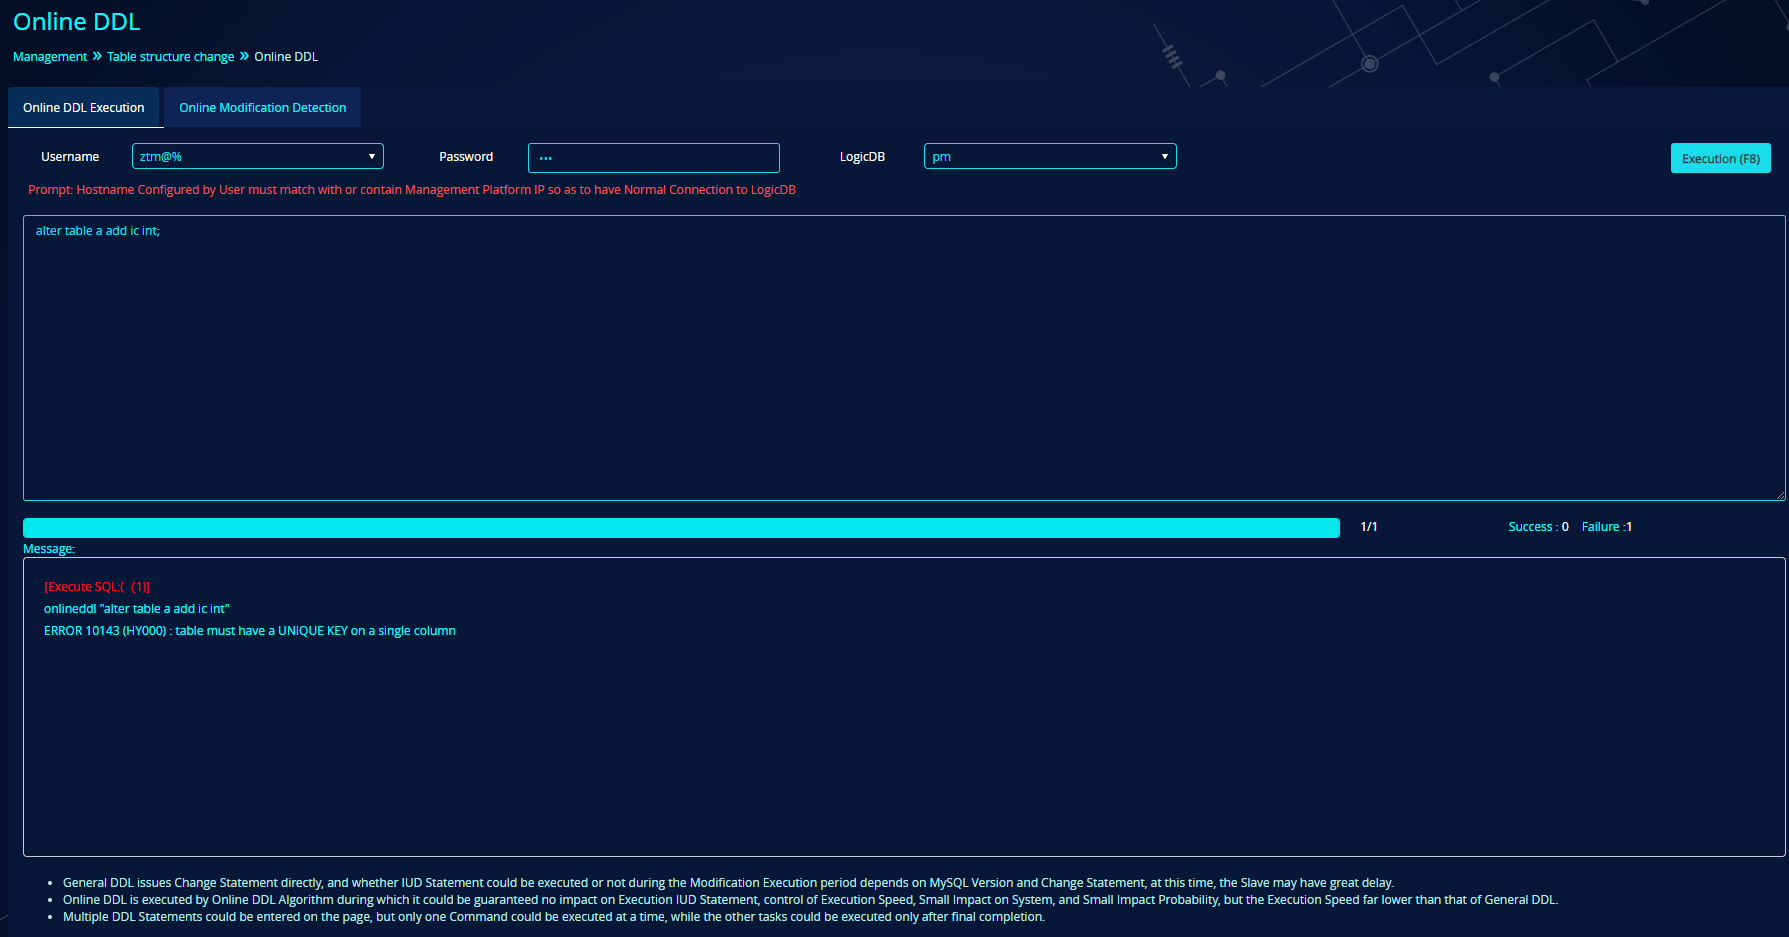 Online DDL
Management » Table structure change » Online DDL
Online DDL Execution Online Modification Detection
Username ztm@% Password ••• LogicDB pm Execution (F8)
Prompt: Hostname Configured by User must match with or contain Management Platform IP so as to have Normal Connection to LogicDB
alter table a add ic int;
1/1 Success : 0 Failure :1
Message:
[Execute SQL:( (1)]
onlineddl "alter table a add ic int"
ERROR 10143 (HY000) : table must have a UNIQUE KEY on a single column
• General DDL issues Change Statement directly, and whether IUD Statement could be executed or not during the Modification Execution period depends on MySQL Version and Change Statement, at this time, the Slave may have great delay.
• Online DDL is executed by Online DDL Algorithm during which it could be guaranteed no impact on Execution IUD Statement, control of Execution Speed, Small Impact on System, and Small Impact Probability, but the Execution Speed far lower than that of General DDL.
• Multiple DDL Statements could be entered on the page, but only one Command could be executed at a time, while the other tasks could be executed only after final completion.